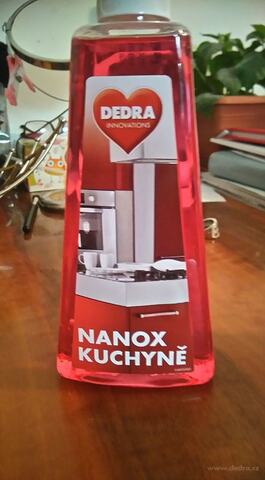 DEDRA
INNOVATIONS
NANOX
KUCHYNĚ
www.dedra.cz